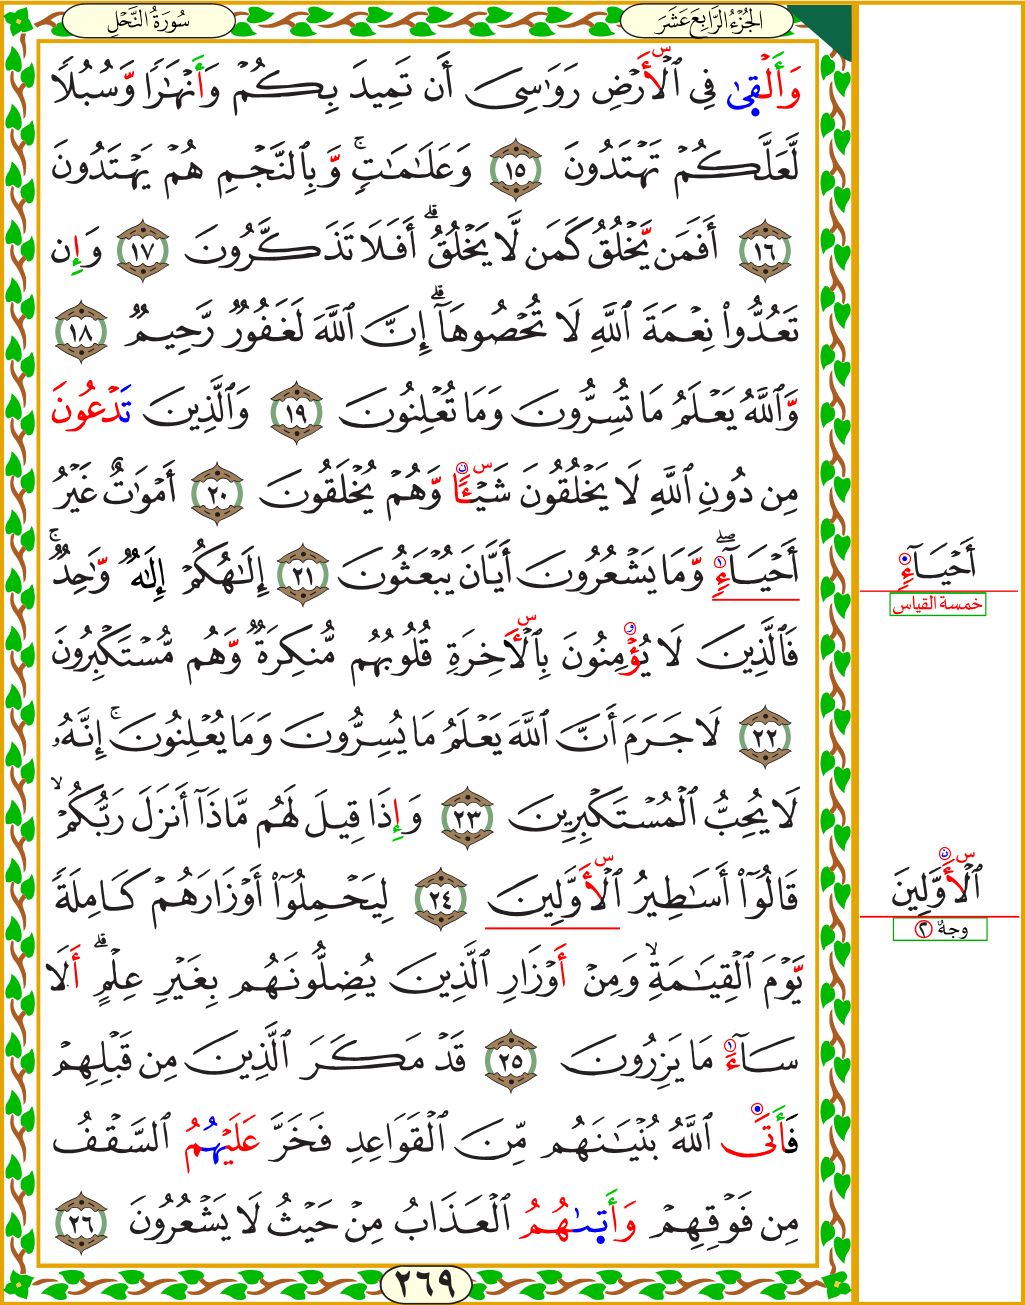 الجُزْءُ الرَّابِعَ عَشَرَ
سُورَةُ النَّحْلِ
وَأَلْقَىٰ فِي ٱلْأَرْضِ رَوَٰسِىَ أَن تَمِيدَ بِكُمْ وَأَنْهَٰرًا وَّسُبُلًا
لَّعَلَّكُمْ تَهْتَدُونَ ١٥ وَعَلَٰمَٰتٍۚ وَّبِٱلنَّجْمِ هُمْ يَهْتَدُونَ
١٦ أَفَمَن يَّخْلُقُ كَمَن لَّا يَخْلُقُۗ أَفَلَا تَذَكَّرُونَ ١٧ وَإِن
تَعُدُّوا۟ نِعْمَةَ ٱللَّهِ لَا تُحْصُوهَآۗ إِنَّ ٱللَّهَ لَغَفُورٌ رَّحِيمٌ ١٨
وَّٱللَّهُ يَعْلَمُ مَا تُسِرُّونَ وَمَا تُعْلِنُونَ ١٩ وَٱلَّذِينَ تَدْعُونَ
مِن دُونِ ٱللَّهِ لَا يَخْلُقُونَ شَيْـًٔا وَّهُمْ يُخْلَقُونَ ٢٠ أَمْوَٰتٌ غَيْرُ
أَحْيَآءٍۖ وَّمَا يَشْعُرُونَ أَيَّانَ يُبْعَثُونَ ٢١ إِلَٰهُكُمْ إِلَٰهٌ وَّٰحِدٌۚ
فَٱلَّذِينَ لَا يُؤْمِنُونَ بِٱلْأَٓخِرَةِ قُلُوبُهُم مُّنكِرَةٌ وَّهُم مُّسْتَكْبِرُونَ
٢٢ لَا جَرَمَ أَنَّ ٱللَّهَ يَعْلَمُ مَا يُسِرُّونَ وَمَا يُعْلِنُونَۚ إِنَّهُۥ
لَا يُحِبُّ ٱلْمُسْتَكْبِرِينَ ٢٣ وَإِذَا قِيلَ لَهُم مَّاذَآ أَنزَلَ رَبُّكُمْۙ
قَالُوٓا۟ أَسَٰطِيرُ ٱلْأَوَّلِينَ ٢٤ لِيَحْمِلُوٓا۟ أَوْزَارَهُمْ كَامِلَةً
يَّوْمَ ٱلْقِيَٰمَةِۙ وَمِنْ أَوْزَارِ ٱلَّذِينَ يُضِلُّونَهُم بِغَيْرِ عِلْمٍۗ أَلَا
سَآءَ مَا يَزِرُونَ ٢٥ قَدْ مَكَرَ ٱلَّذِينَ مِن قَبْلِهِمْ
فَأَتَى ٱللَّهُ بُنْيَٰنَهُم مِّنَ ٱلْقَوَاعِدِ فَخَرَّ عَلَيْهُمُ ٱلسَّقْفُ
مِن فَوْقِهِمْ وَأَتَىٰهُمُ ٱلْعَذَابُ مِنْ حَيْثُ لَا يَشْعُرُونَ ٢٦
٢٦٩
أَحْيَآءٍ
خمسة القياس
ٱلْأَوَّلِينَ
وجهٌ ٢